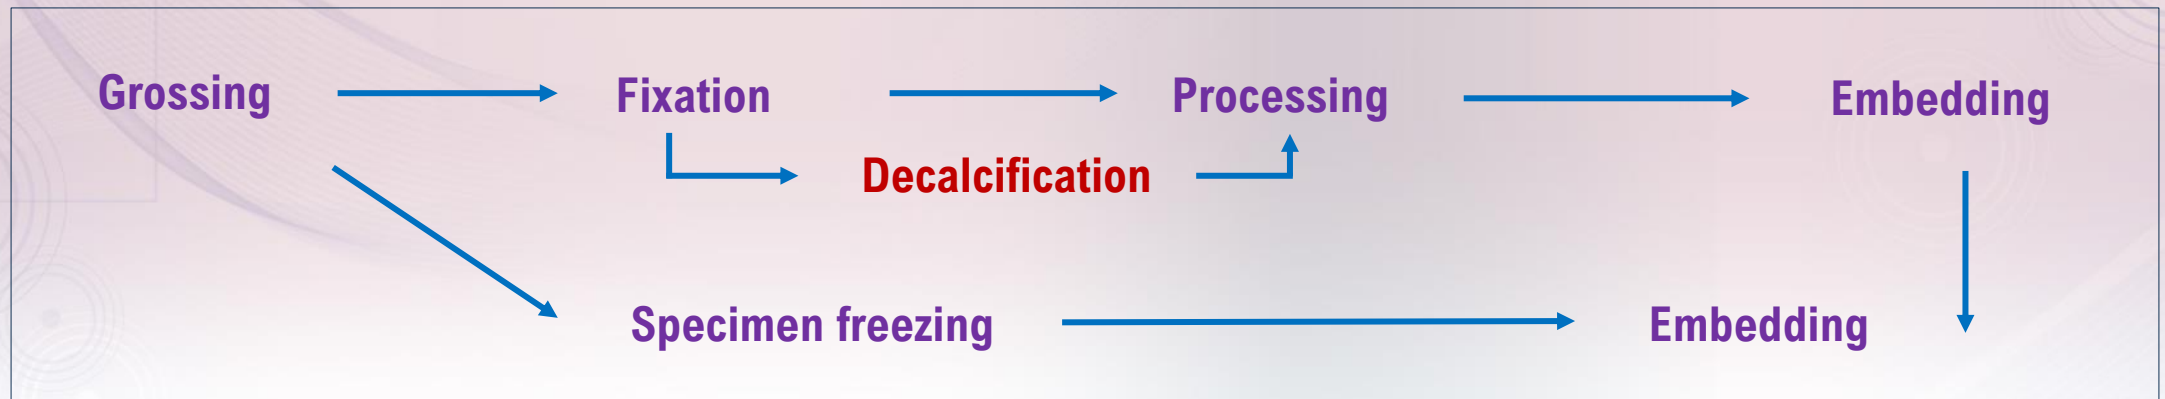 Grossing
Fixation
Processing
Embedding
Decalcification
Specimen freezing
Embedding